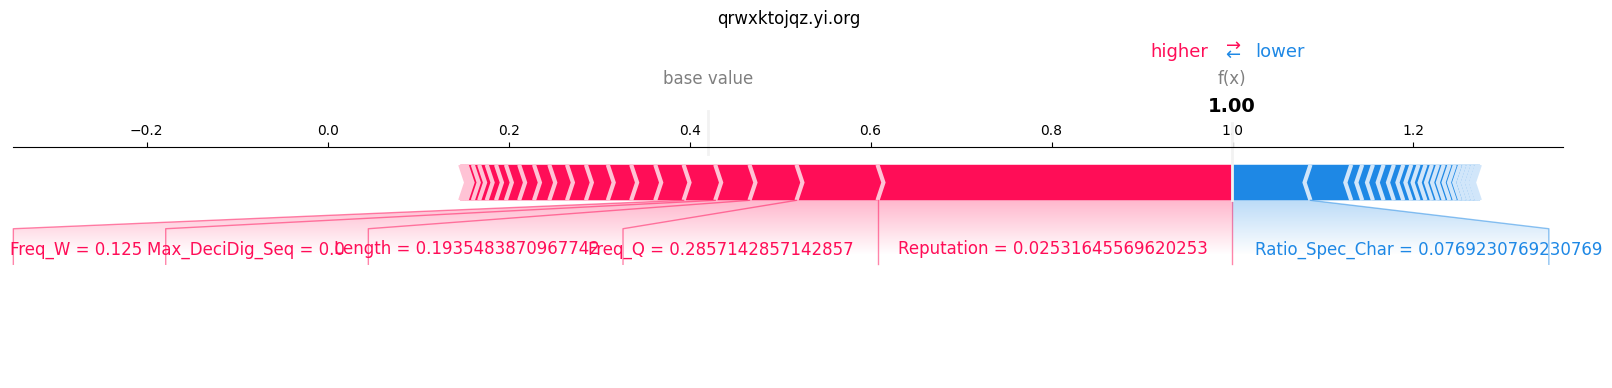 qrwxktojqz.yi.org
higher ⇄ lower
base value f(x)
1.00
−0.2 0.0 0.2 0.4 0.6 0.8 1.0 1.2
Freq_W = 0.125 Max_DeciDig_Seq = 0.0 Length = 0.1935483870967742 Freq_Q = 0.2857142857142857 Reputation = 0.02531645569620253 Ratio_Spec_Char = 0.0769230769230769